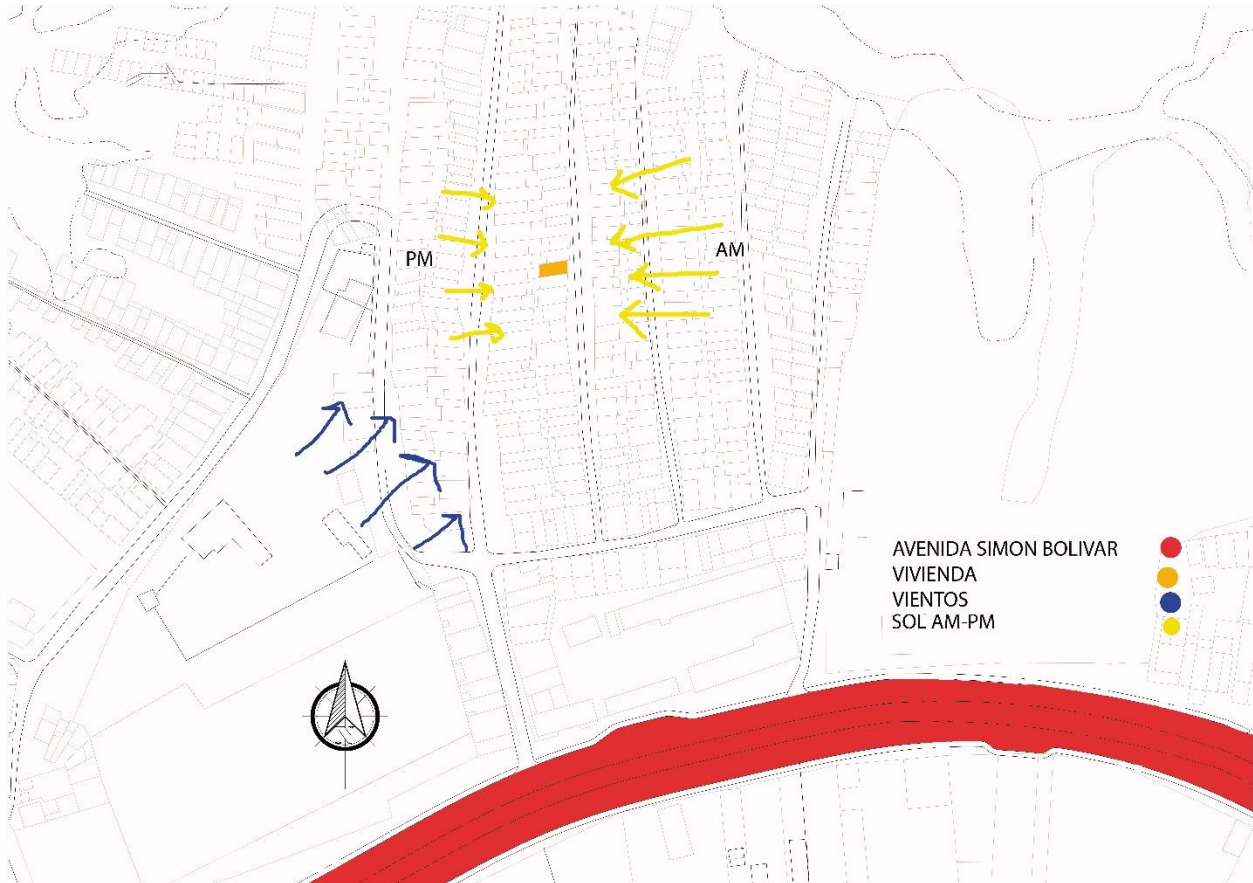 PM
AM
AVENIDA SIMON BOLIVAR
VIVIENDA
VIENTOS
SOL AM-PM